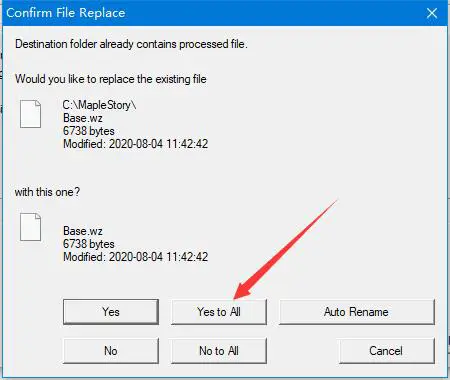 Confirm File Replace
Destination folder already contains processed file.
Would you like to replace the existing file
C:\MapleStory\
Base.wz
6738 bytes
Modified: 2020-08-04 11:42:42
with this one?
Base.wz
6738 bytes
Modified: 2020-08-04 11:42:42
Yes
Yes to All
Auto Rename
No
No to All
Cancel